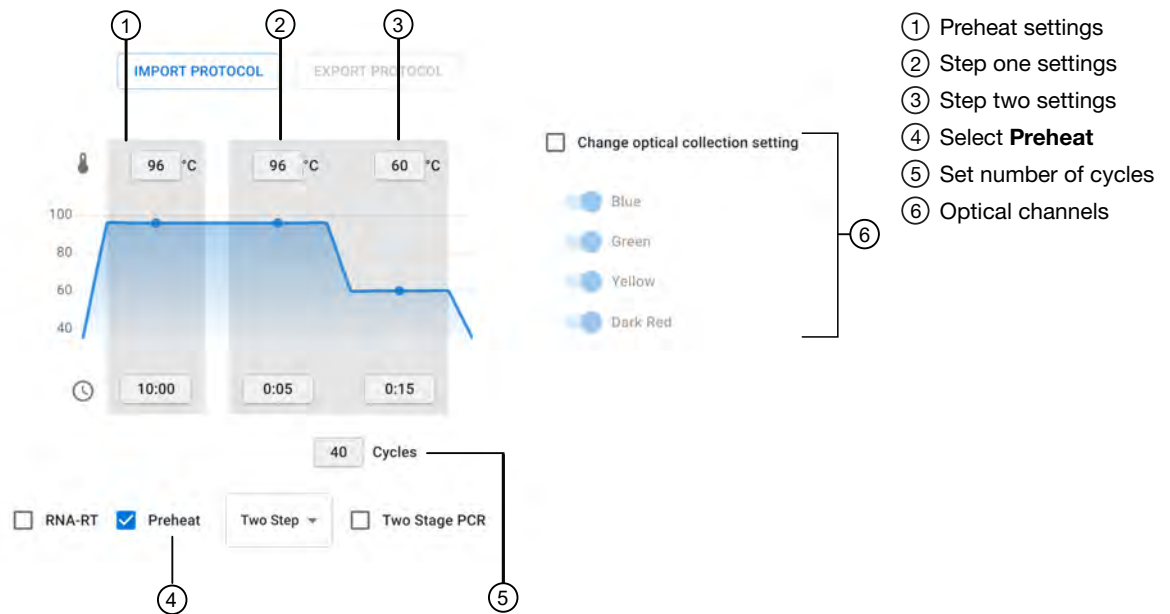 1 2 3
IMPORT PROTOCOL EXPORT PROTOCOL
96 °C 96 °C 60 °C
100
80
60
40
10:00 0:05 0:15
40 Cycles
RNA-RT Preheat Two Step Two Stage PCR
4 5
Change optical collection setting
Blue
Green
Yellow
Dark Red
6
1 Preheat settings
2 Step one settings
3 Step two settings
4 Select Preheat
5 Set number of cycles
6 Optical channels